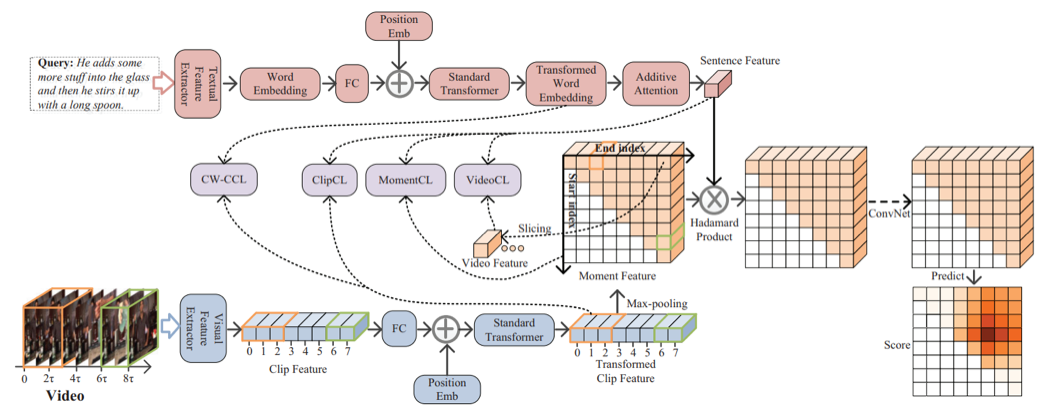 Position
Emb
Query: He adds some
more stuff into the glass
and then he stirs it up
with a long spoon.
Textual
Feature
Extractor
Word
Embedding
FC
Standard
Transformer
Transformed
Word
Embedding
Additive
Attention
Sentence Feature
CW-CCL
ClipCL
MomentCL
VideoCL
End index
Start index
Slicing
Video Feature
Moment Feature
Hadamard
Product
ConvNet
Predict
Score
Max-pooling
Visual
Feature
Extractor
0 1 2 3 4 5 6 7
Clip Feature
FC
Standard
Transformer
Position
Emb
0 1 2 3 4 5 6 7
Transformed
Clip Feature
0 2τ 4τ 6τ 8τ
Video